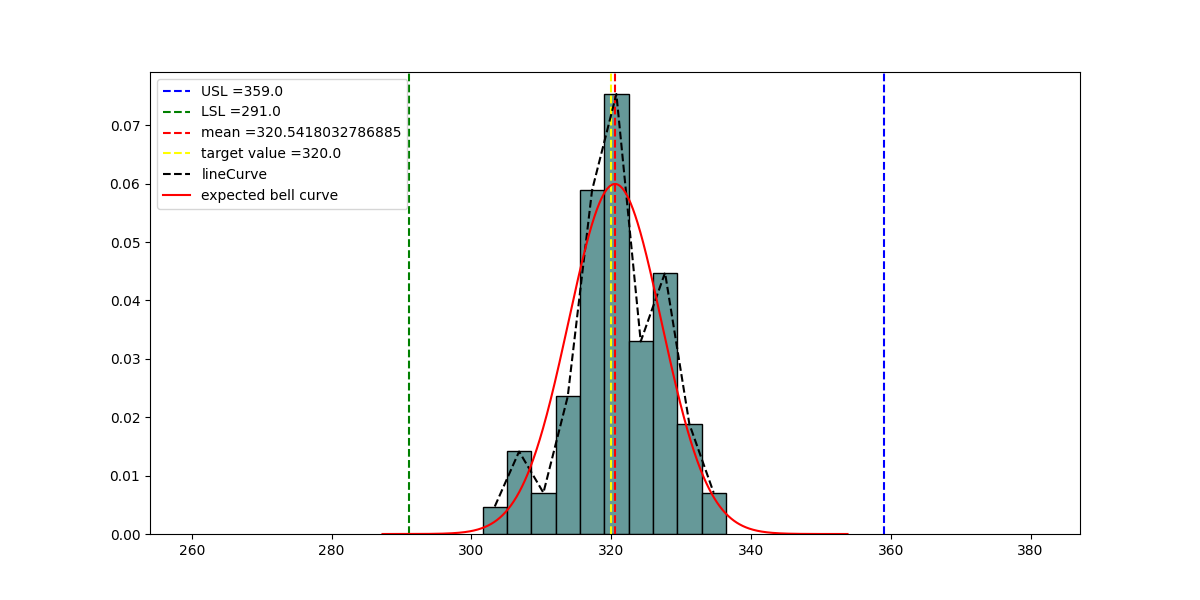 USL =359.0
LSL =291.0
mean =320.5418032786885
target value =320.0
lineCurve
expected bell curve
0.07
0.06
0.05
0.04
0.03
0.02
0.01
0.00
260 280 300 320 340 360 380